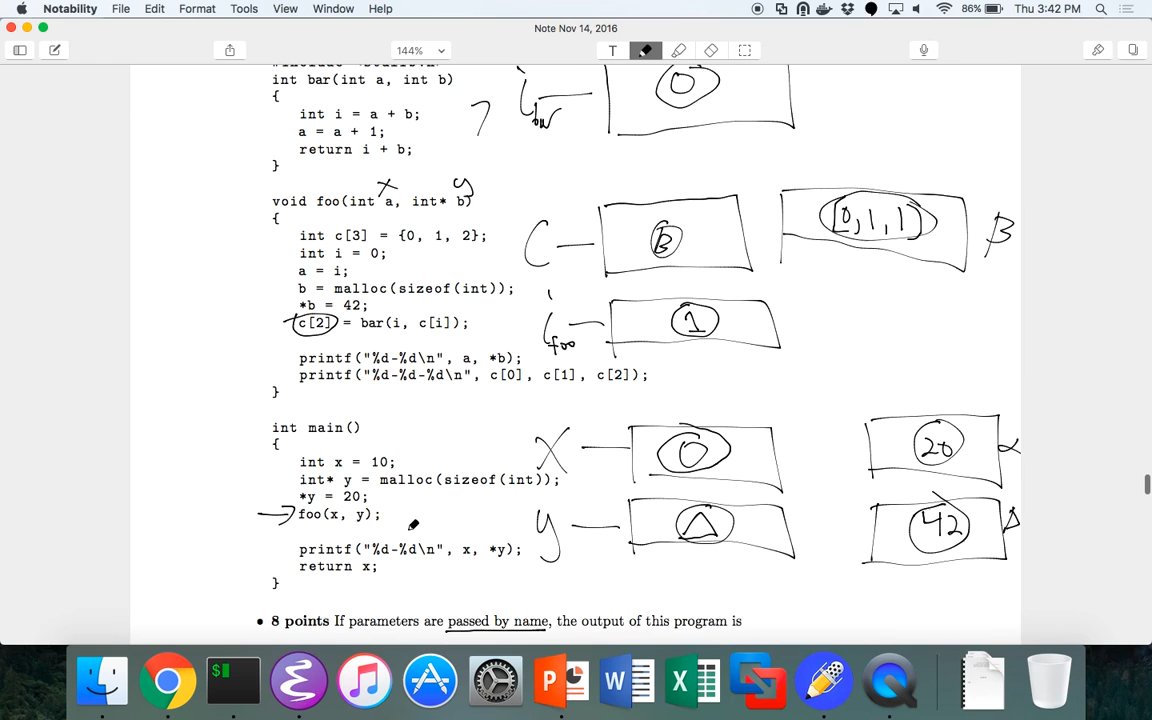 Notability File Edit Format Tools View Window Help 86% Thu 3:42 PM
Note Nov 14, 2016
144% T
int bar(int a, int b)
{
int i = a + b;
a = a + 1;
return i + b;
}
7
i bar
0
x y
void foo(int a, int* b)
{
int c[3] = {0, 1, 2};
int i = 0;
a = i;
b = malloc(sizeof(int));
*b = 42;
c[2] = bar(i, c[i]);
printf("%d-%d\n", a, *b);
printf("%d-%d-%d\n", c[0], c[1], c[2]);
}
C B [0,1,1] β
i foo 1
int main()
{
int x = 10;
int* y = malloc(sizeof(int));
*y = 20;
foo(x, y);
printf("%d-%d\n", x, *y);
return x;
}
X 0 20 α
y Δ 42 Δ
• 8 points If parameters are passed by name, the output of this program is
$ P W X